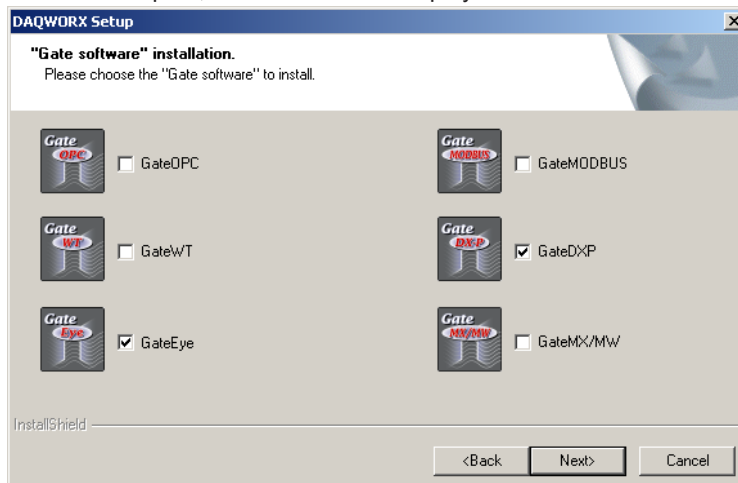 DAQWORX Setup
"Gate software" installation.
Please choose the "Gate software" to install.
Gate
OPC
GateOPC
Gate
MODBUS
GateMODBUS
Gate
WT
GateWT
Gate
DX-P
GateDXP
Gate
Eye
GateEye
Gate
MX/MW
GateMX/MW
InstallShield
<Back
Next>
Cancel